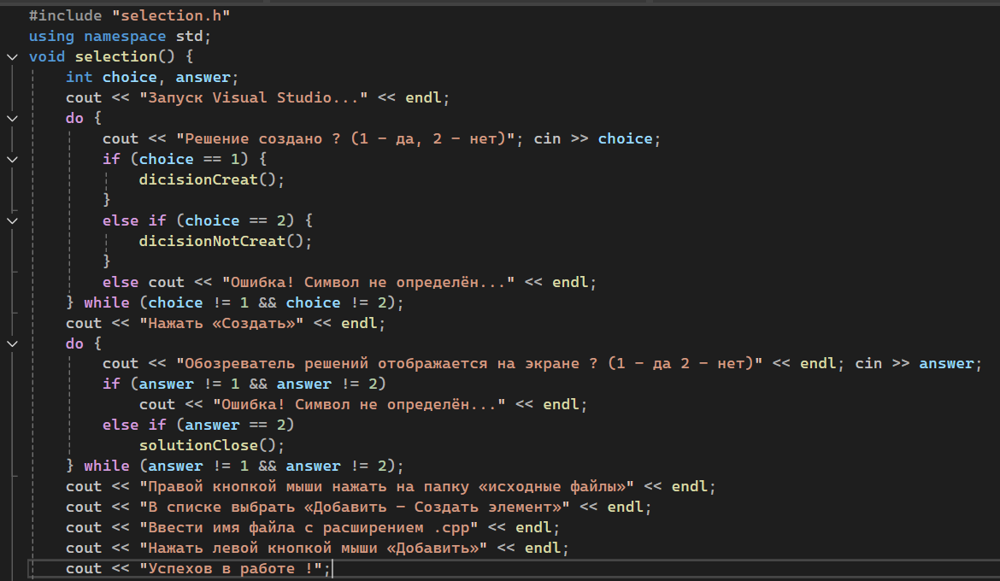 #include "selection.h"
using namespace std;
void selection() {
    int choice, answer;
    cout << "Запуск Visual Studio..." << endl;
    do {
        cout << "Решение создано ? (1 - да, 2 - нет)"; cin >> choice;
        if (choice == 1) {
            dicisionCreat();
        }
        else if (choice == 2) {
            dicisionNotCreat();
        }
        else cout << "Ошибка! Символ не определён..." << endl;
    } while (choice != 1 && choice != 2);
    cout << "Нажать «Создать»" << endl;
    do {
        cout << "Обозреватель решений отображается на экране ? (1 - да 2 - нет)" << endl; cin >> answer;
        if (answer != 1 && answer != 2)
            cout << "Ошибка! Символ не определён..." << endl;
        else if (answer == 2)
            solutionClose();
    } while (answer != 1 && answer != 2);
    cout << "Правой кнопкой мыши нажать на папку «исходные файлы»" << endl;
    cout << "В списке выбрать «Добавить – Создать элемент»" << endl;
    cout << "Ввести имя файла с расширением .cpp" << endl;
    cout << "Нажать левой кнопкой мыши «Добавить»" << endl;
    cout << "Успехов в работе !";